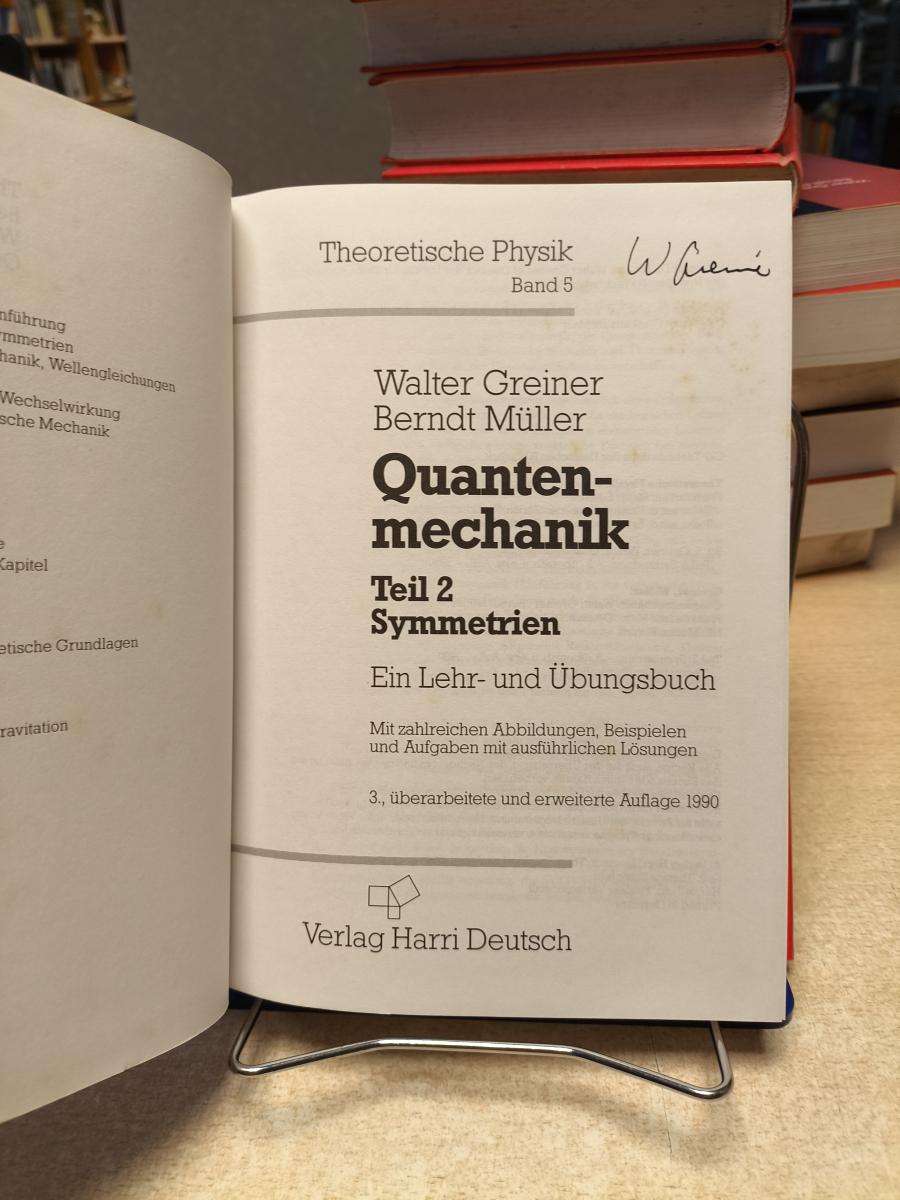 nführung
mmetrien
hanik, Wellengleichungen
Wechselwirkung
sche Mechanik
e
Kapitel
etische Grundlagen
ravitation
Theoretische Physik
Band 5
W Greiner
Walter Greiner
Berndt Müller
Quanten-
mechanik
Teil 2
Symmetrien
Ein Lehr- und Übungsbuch
Mit zahlreichen Abbildungen, Beispielen
und Aufgaben mit ausführlichen Lösungen
3., überarbeitete und erweiterte Auflage 1990
Verlag Harri Deutsch